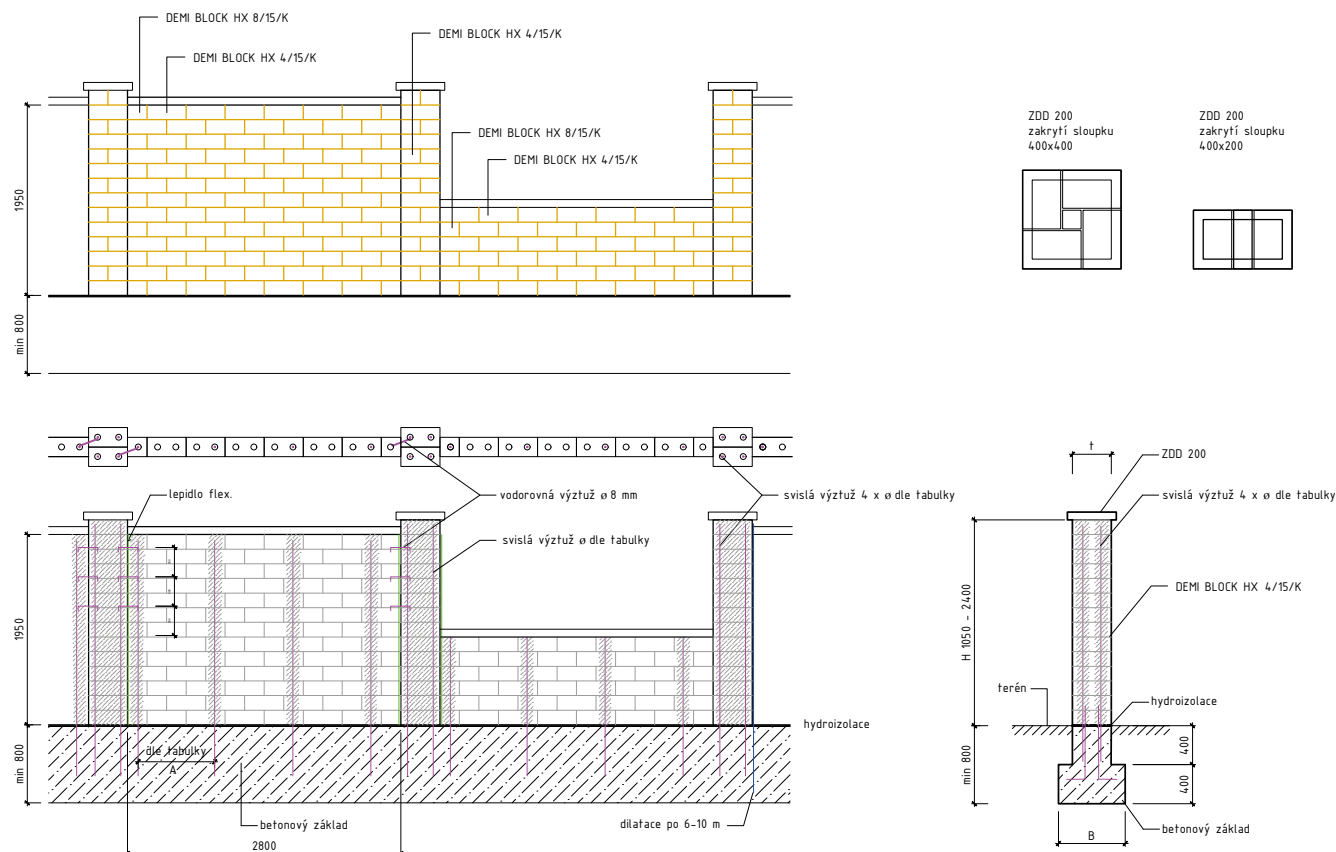 DEMI BLOCK HX 8/15/K
DEMI BLOCK HX 4/15/K
DEMI BLOCK HX 4/15/K
DEMI BLOCK HX 8/15/K
DEMI BLOCK HX 4/15/K
1950
min 800
ZDD 200
zakrytí sloupku
400x400
ZDD 200
zakrytí sloupku
400x200
lepidlo flex.
vodorovná výztuž ø 8 mm
svislá výztuž 4 x ø dle tabulky
svislá výztuž ø dle tabulky
1950
min 800
dle tabulky
A
hydroizolace
betonový základ
dilatace po 6-10 m
2800
t
ZDD 200
svislá výztuž 4 x ø dle tabulky
DEMI BLOCK HX 4/15/K
H 1050 - 2400
terén
hydroizolace
min 800
400
400
betonový základ
B